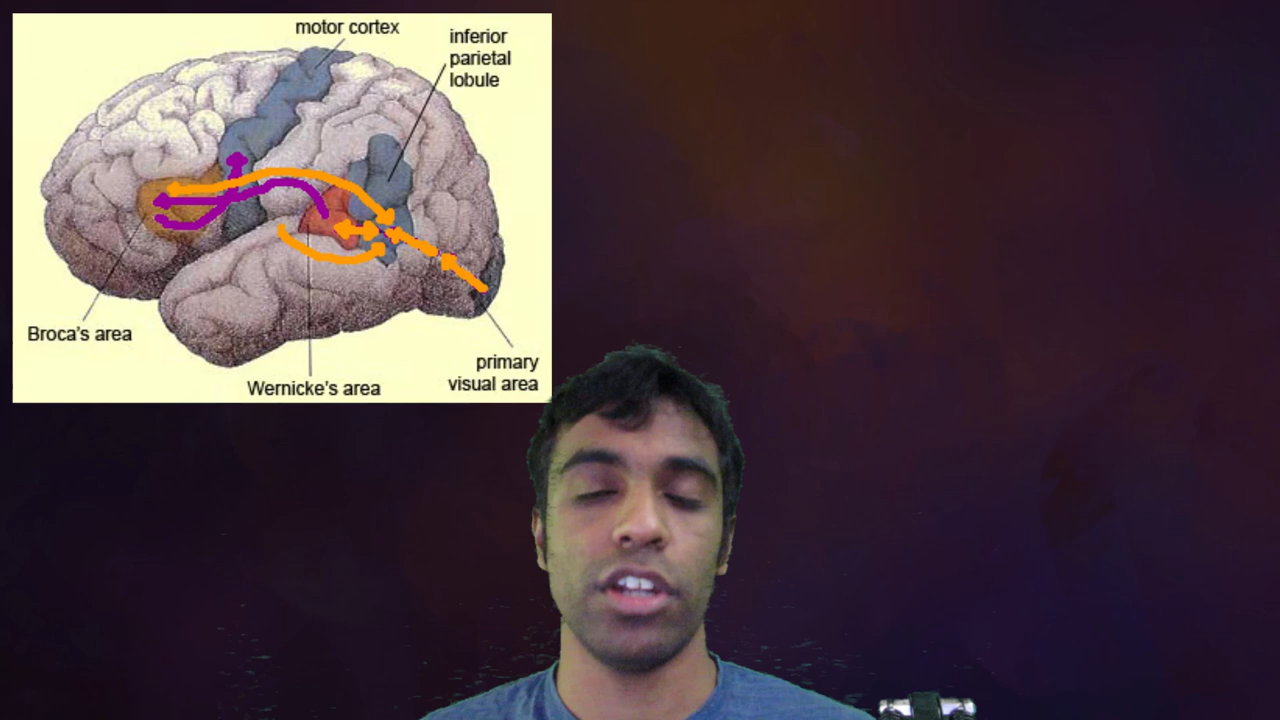 motor cortex
inferior
parietal
lobule
Broca's area
Wernicke's area
primary
visual area